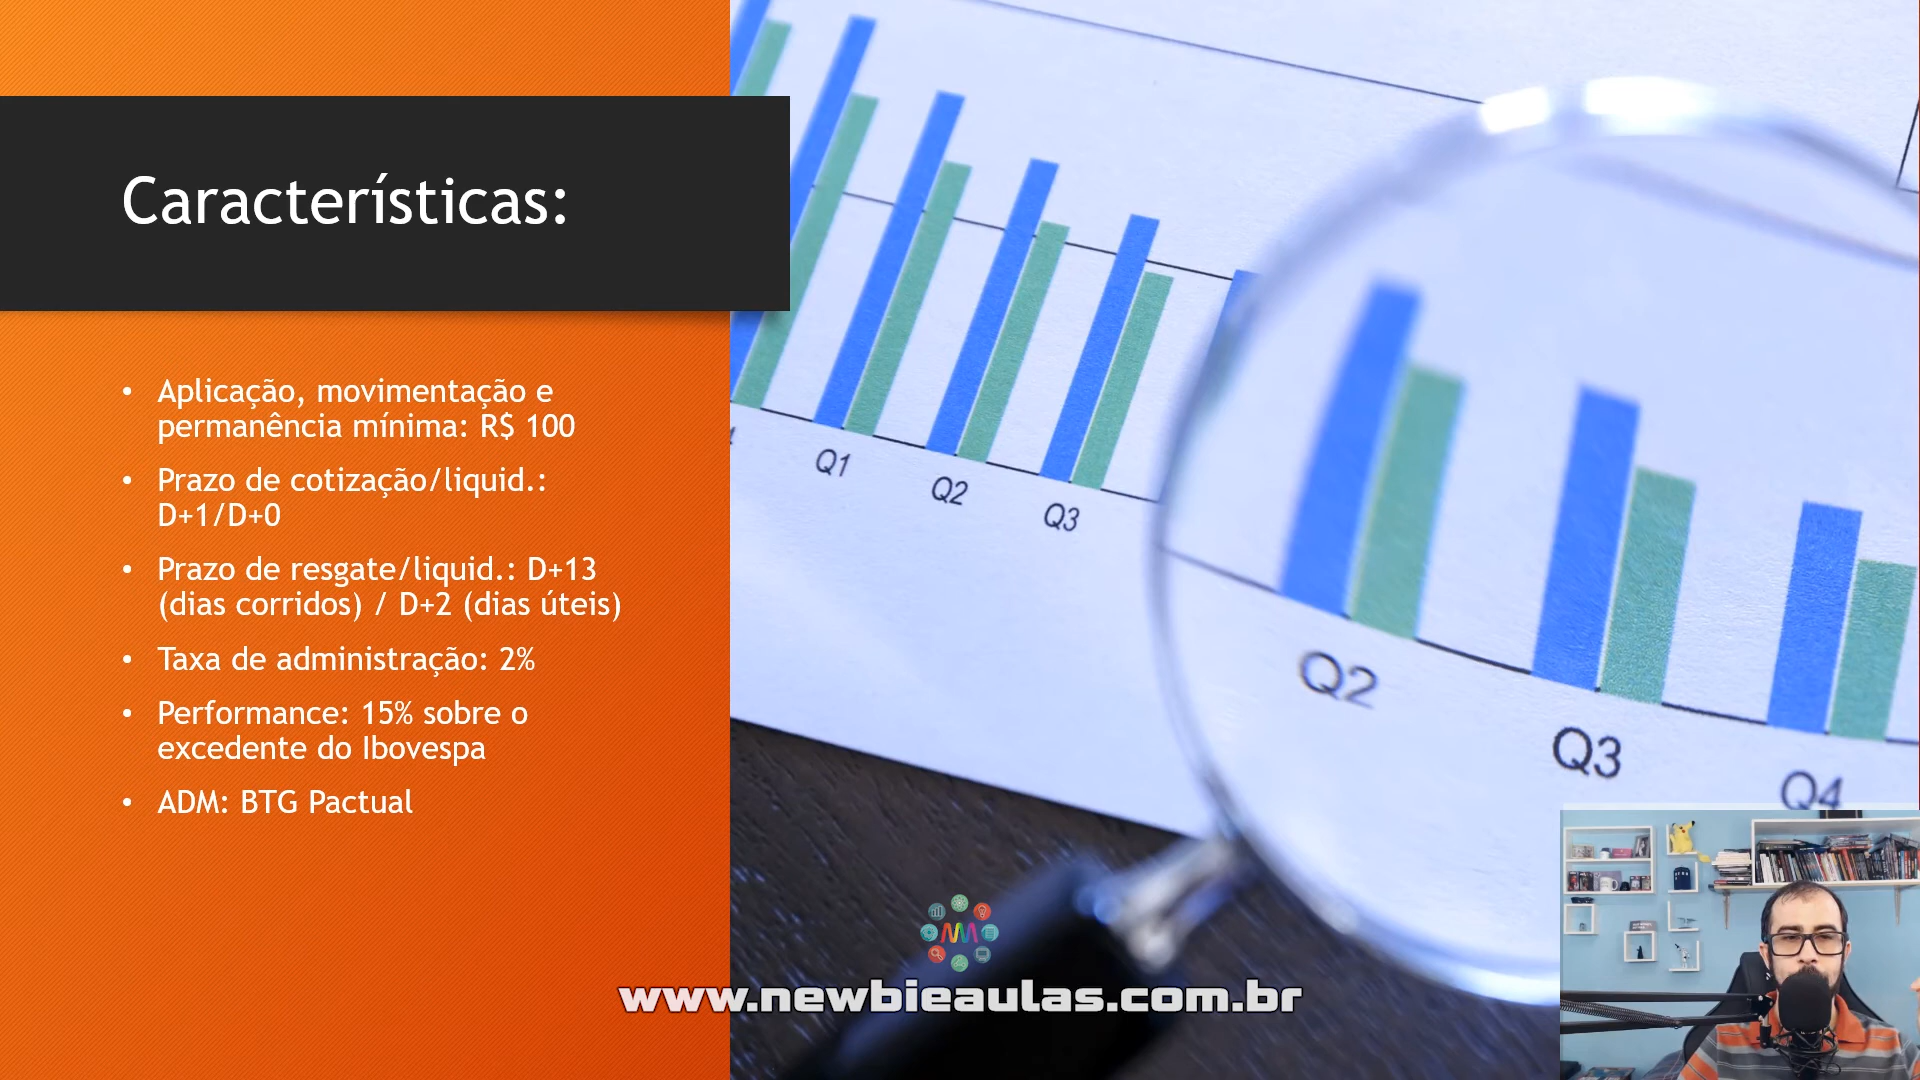 Características:
• Aplicação, movimentação e
permanência mínima: R$ 100
• Prazo de cotização/liquid.:
D+1/D+0
• Prazo de resgate/liquid.: D+13
(dias corridos) / D+2 (dias úteis)
• Taxa de administração: 2%
• Performance: 15% sobre o
excedente do Ibovespa
• ADM: BTG Pactual
Q1
Q2
Q3
Q2
Q3
Q4
www.newbieaulas.com.br